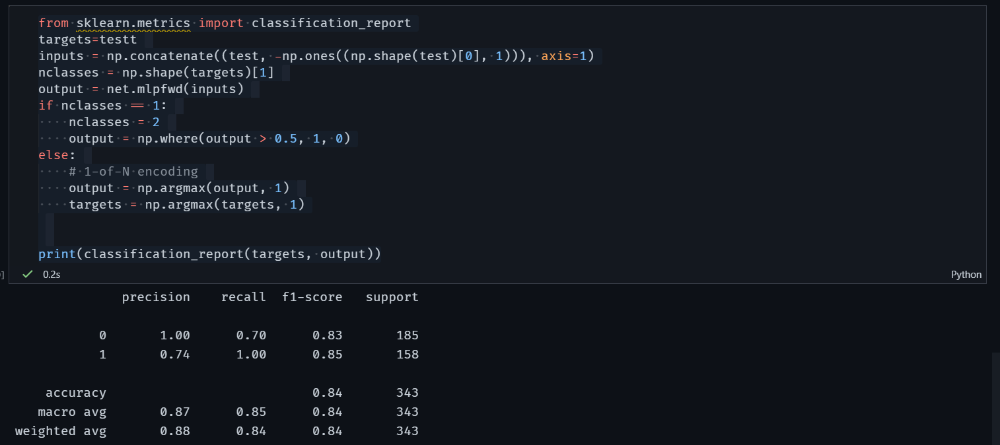 from sklearn.metrics import classification_report
targets=testt
inputs = np.concatenate((test, -np.ones((np.shape(test)[0], 1))), axis=1)
nclasses = np.shape(targets)[1]
output = net.mlpfwd(inputs)
if nclasses == 1:
    nclasses = 2
    output = np.where(output > 0.5, 1, 0)
else:
    # 1-of-N encoding
    output = np.argmax(output, 1)
    targets = np.argmax(targets, 1)
print(classification_report(targets, output))
] ✓ 0.2s Python
precision recall f1-score support
0 1.00 0.70 0.83 185
1 0.74 1.00 0.85 158
accuracy 0.84 343
macro avg 0.87 0.85 0.84 343
weighted avg 0.88 0.84 0.84 343